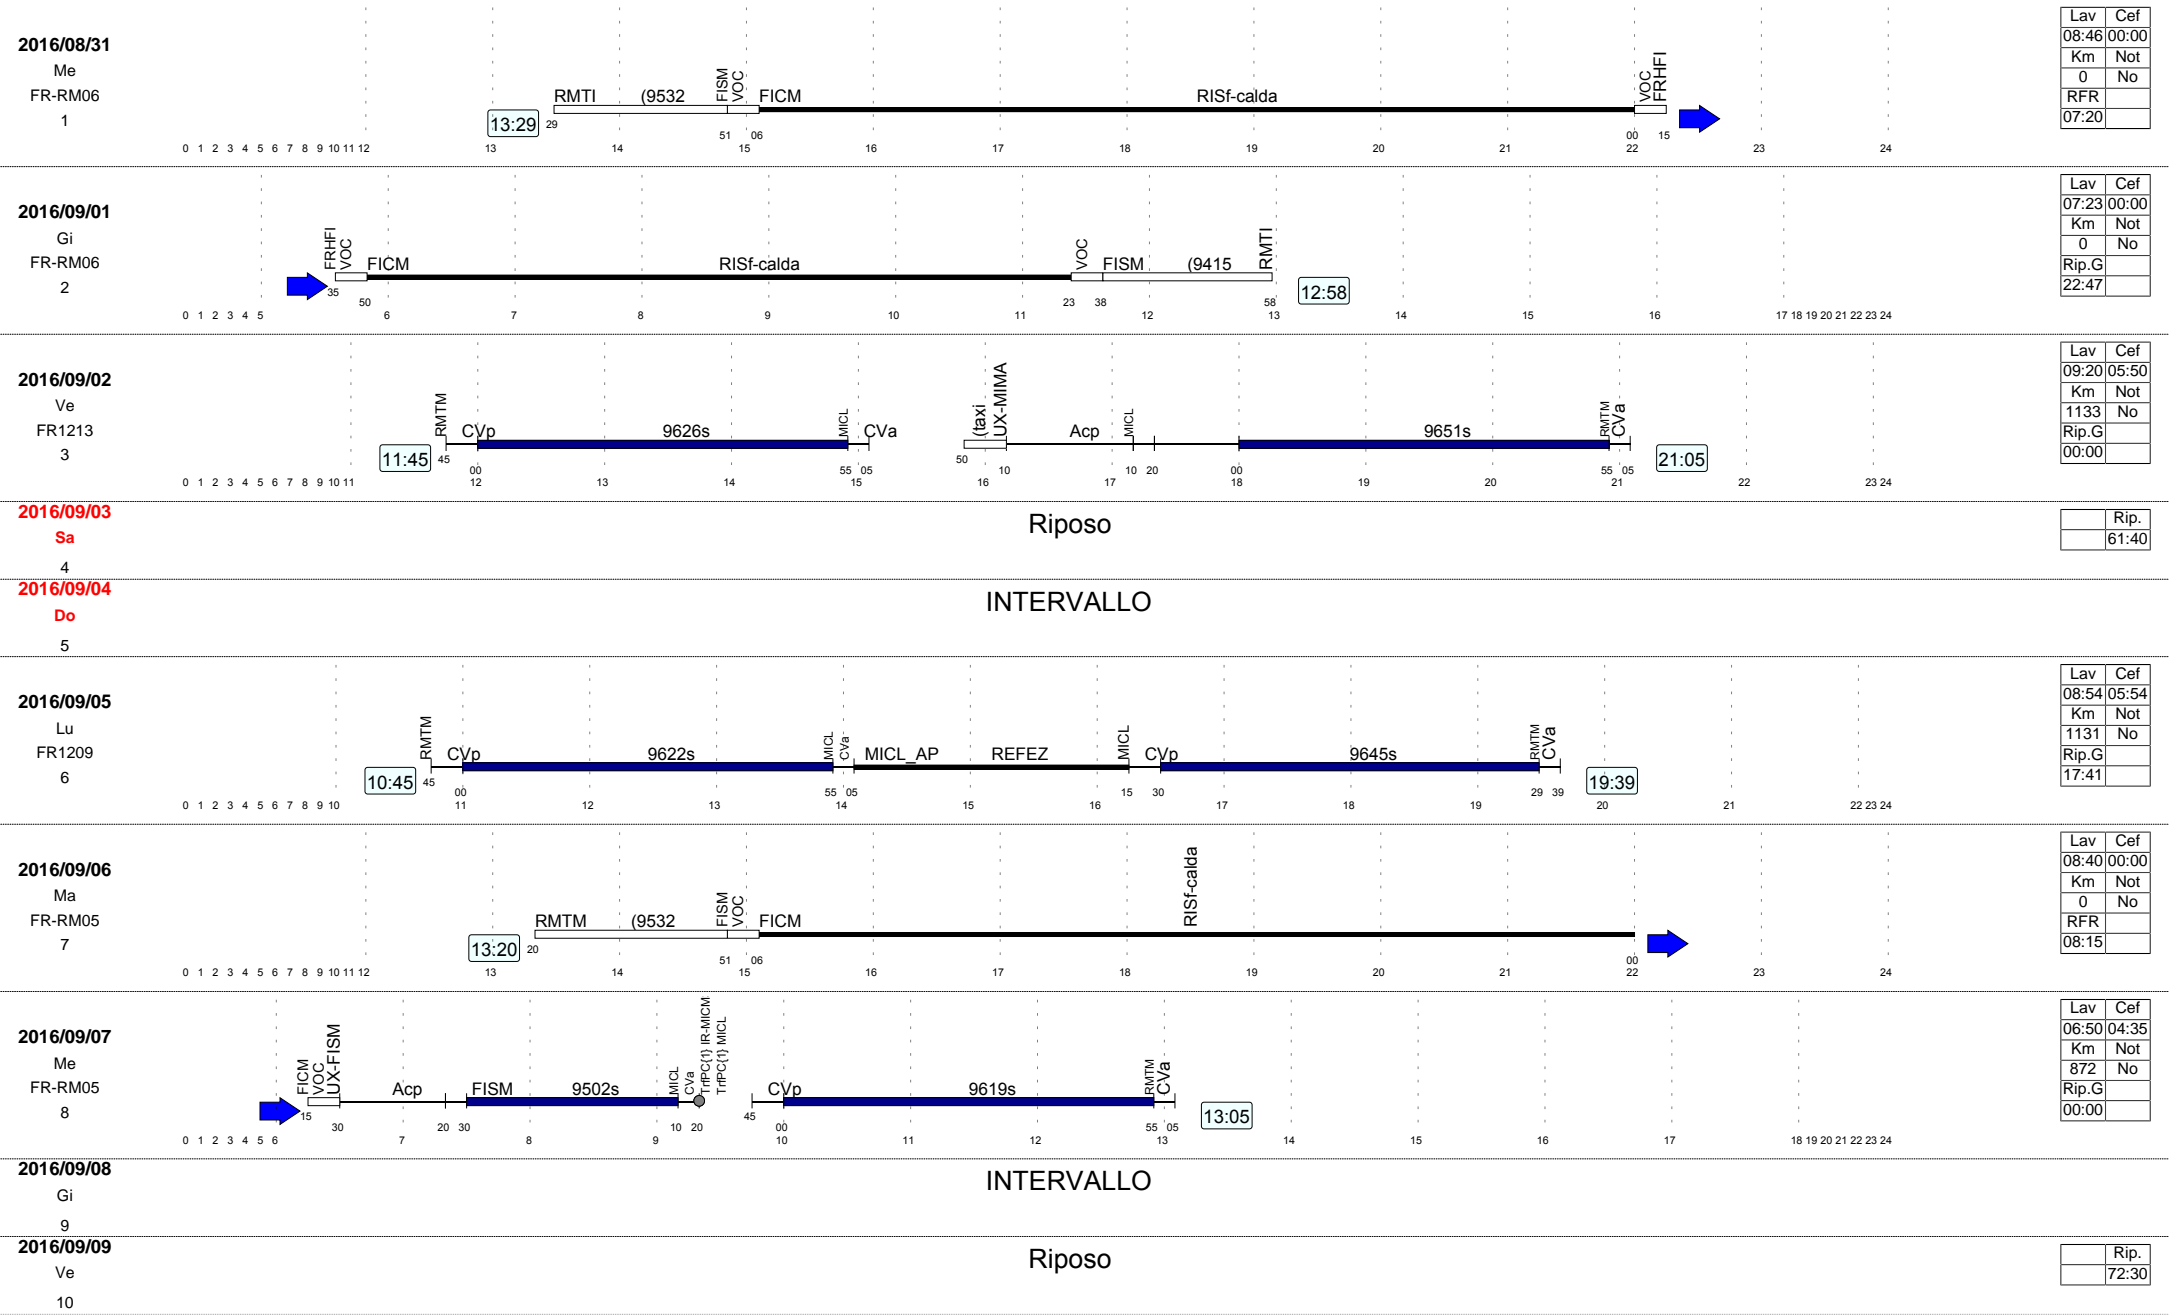 2016/08/31
Me
FR-RM06
1
13:29
29
RMTI (9532 FISM VOC FICM RISf-calda VOC FRHFI
51 06 00 15
0 1 2 3 4 5 6 7 8 9 10 11 12 13 14 15 16 17 18 19 20 21 22 23 24
Lav Cef
08:46 00:00
Km Not
0 No
RFR
07:20
2016/09/01
Gi
FR-RM06
2
FRHFI VOC FICM RISf-calda VOC FISM (9415 RMTI
35 50 23 38 58
12:58
0 1 2 3 4 5 6 7 8 9 10 11 12 13 14 15 16 17 18 19 20 21 22 23 24
Lav Cef
07:23 00:00
Km Not
0 No
Rip.G
22:47
2016/09/02
Ve
FR1213
3
11:45
RMTM CVp 9626s MICL CVa (taxi UX-MIMA Acp MICL 9651s RMTM CVa
45 00 55 05 50 10 10 20 00 55 05
21:05
0 1 2 3 4 5 6 7 8 9 10 11 12 13 14 15 16 17 18 19 20 21 22 23 24
Lav Cef
09:20 05:50
Km Not
1133 No
Rip.G
00:00
2016/09/03
Sa
4
Riposo
Rip.
61:40
2016/09/04
Do
5
INTERVALLO
2016/09/05
Lu
FR1209
6
10:45
RMTM CVp 9622s MICL CVa MICL_AP REFEZ MICL CVp 9645s RMTM CVa
45 00 55 05 15 30 29 39
19:39
0 1 2 3 4 5 6 7 8 9 10 11 12 13 14 15 16 17 18 19 20 21 22 23 24
Lav Cef
08:54 05:54
Km Not
1131 No
Rip.G
17:41
2016/09/06
Ma
FR-RM05
7
13:20
20
RMTM (9532 FISM VOC FICM RISf-calda
51 06 00
0 1 2 3 4 5 6 7 8 9 10 11 12 13 14 15 16 17 18 19 20 21 22 23 24
Lav Cef
08:40 00:00
Km Not
0 No
RFR
08:15
2016/09/07
Me
FR-RM05
8
FICM VOC UX-FISM Acp FISM 9502s MICL CVa TrfPC{1} IR-MICM TrfPC{1} MICL CVp 9619s RMTM CVa
15 30 20 30 10 20 45 00 55 05
13:05
0 1 2 3 4 5 6 7 8 9 10 11 12 13 14 15 16 17 18 19 20 21 22 23 24
Lav Cef
06:50 04:35
Km Not
872 No
Rip.G
00:00
2016/09/08
Gi
9
INTERVALLO
2016/09/09
Ve
10
Riposo
Rip.
72:30